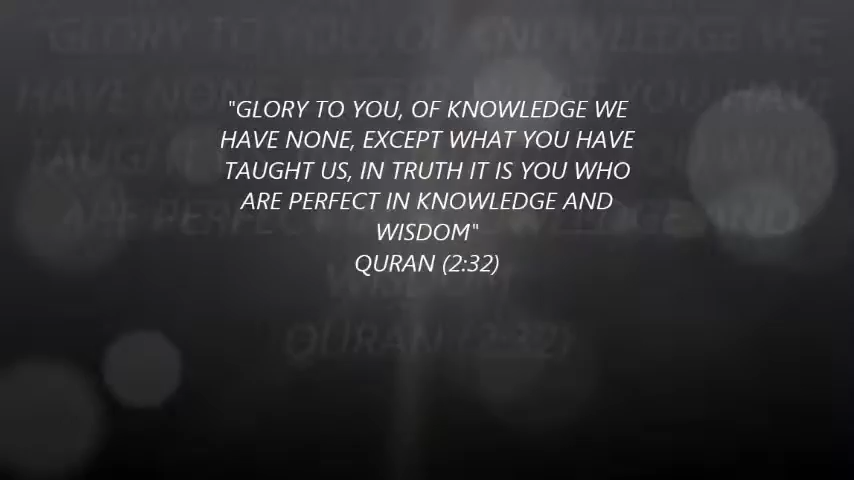 "GLORY TO YOU, OF KNOWLEDGE WE
HAVE NONE, EXCEPT WHAT YOU HAVE
TAUGHT US, IN TRUTH IT IS YOU WHO
ARE PERFECT IN KNOWLEDGE AND
WISDOM"
QURAN (2:32)